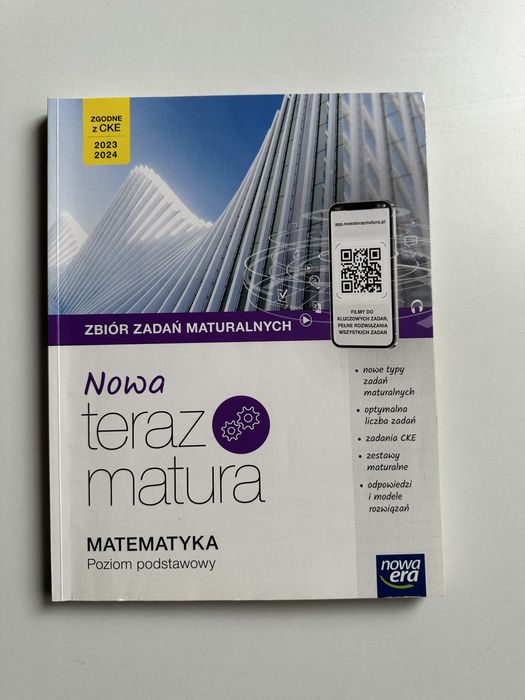 ZGODNE
z CKE
2023
2024
app.nowaterazmatura.pl
FILMY DO
KLUCZOWYCH ZADAŃ,
PEŁNE ROZWIĄZANIA
WSZYSTKICH ZADAŃ
ZBIÓR ZADAŃ MATURALNYCH
Nowa
teraz
matura
MATEMATYKA
Poziom podstawowy
• nowe typy
zadań
maturalnych
• optymalna
liczba zadań
• zadania CKE
• zestawy
maturalne
• odpowiedzi
i modele
rozwiązań
nowa
era